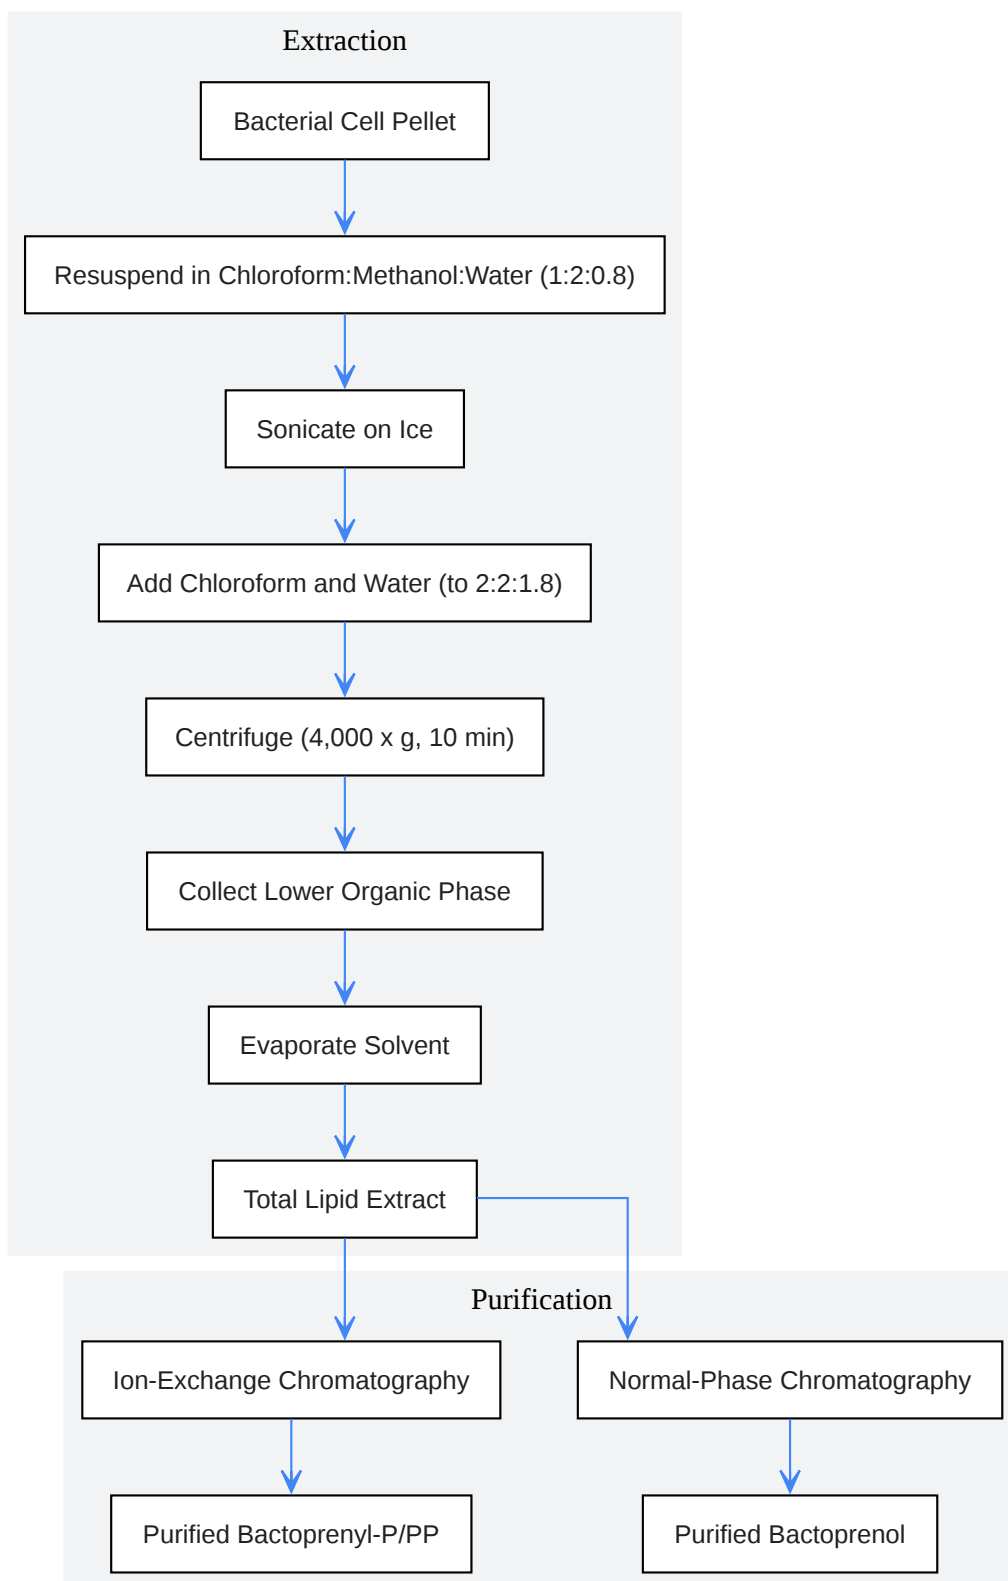 Extraction
Bacterial Cell Pellet
Resuspend in Chloroform:Methanol:Water (1:2:0.8)
Sonicate on Ice
Add Chloroform and Water (to 2:2:1.8)
Centrifuge (4,000 x g, 10 min)
Collect Lower Organic Phase
Evaporate Solvent
Total Lipid Extract
Purification
Ion-Exchange Chromatography
Normal-Phase Chromatography
Purified Bactoprenyl-P/PP
Purified Bactoprenol